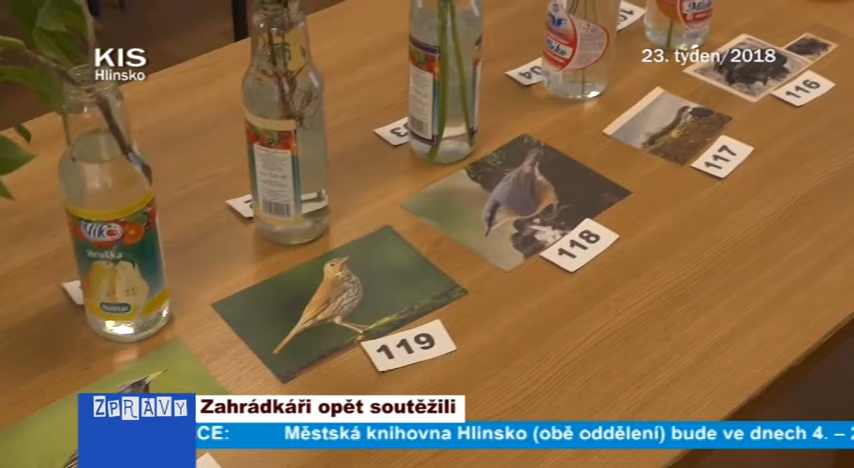 KIS
Hlinsko
23. týden/2018
116
117
118
119
Hruška
Nektar
ZPRÁVY
Zahrádkáři opět soutěžili
CE: Městská knihovna Hlinsko (obě oddělení) bude ve dnech 4. –